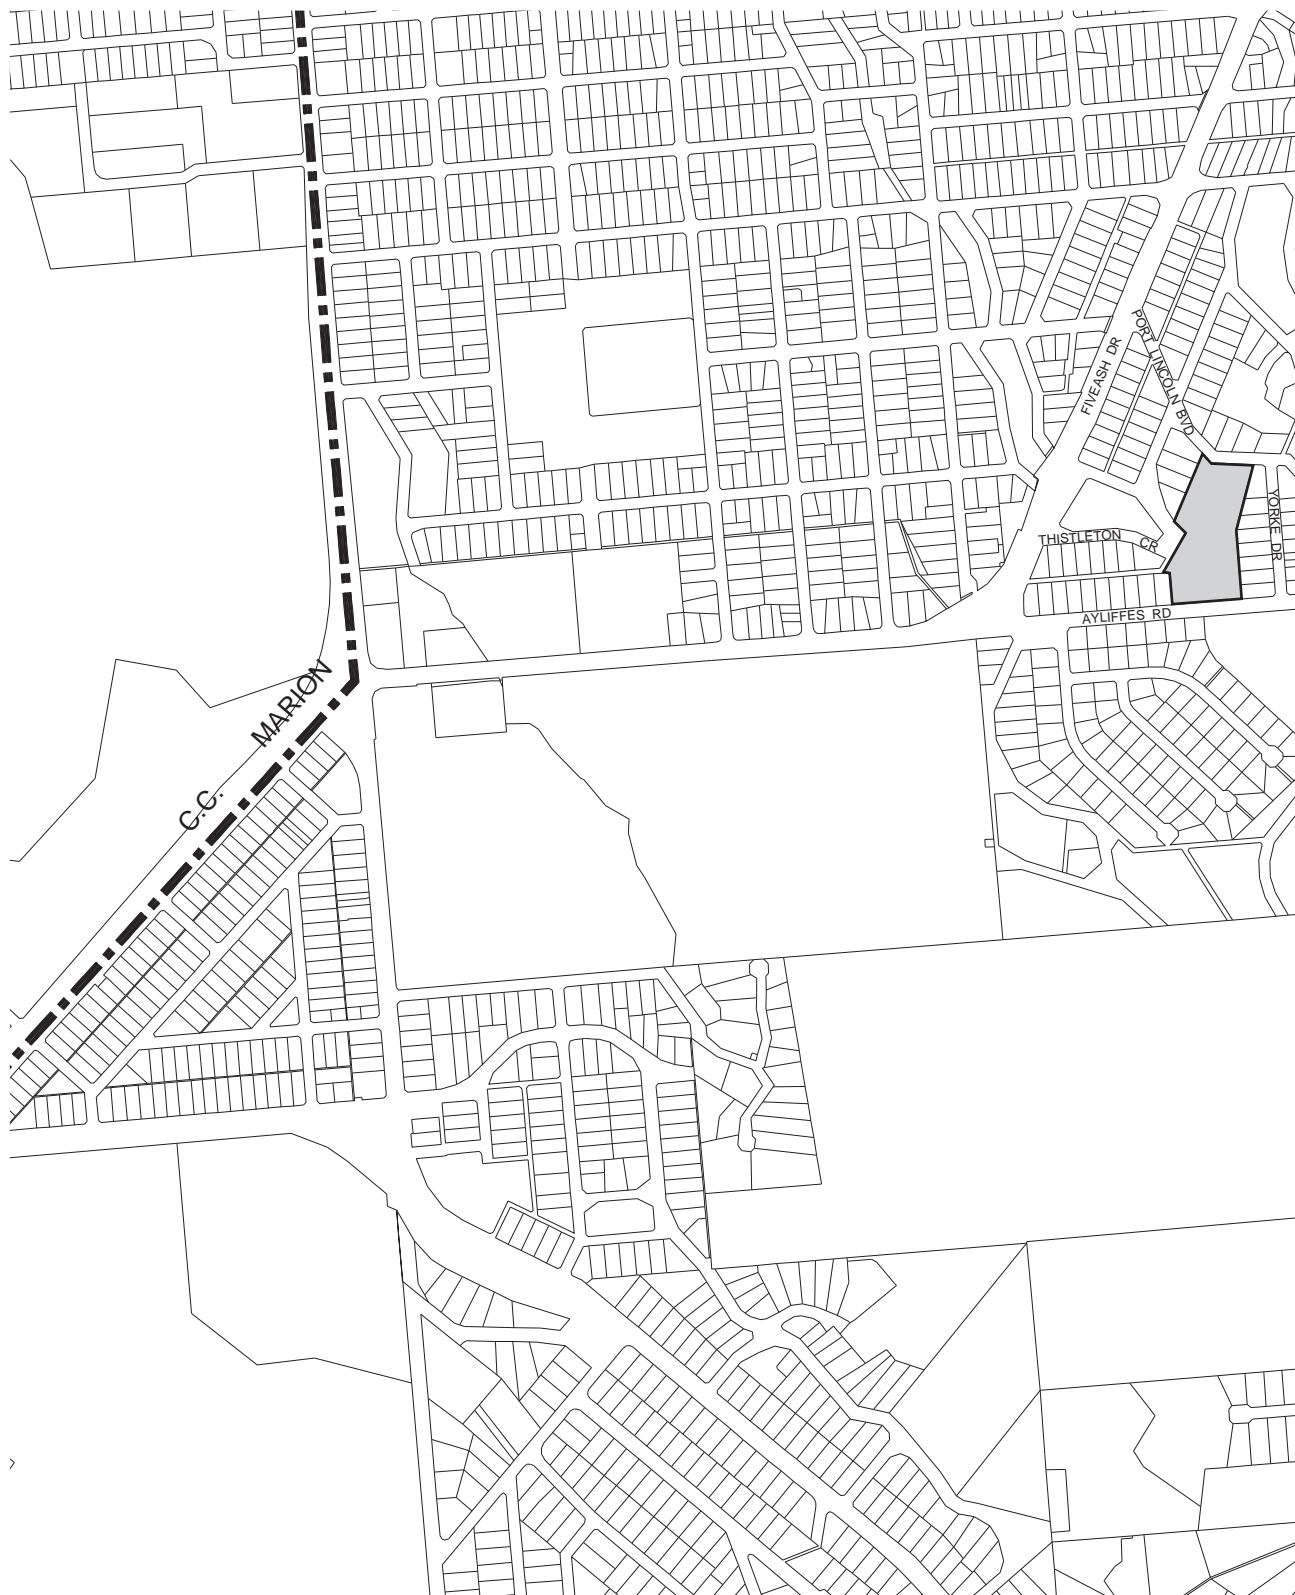 PORT LINCOLN BVD
FIVEASH DR
YORKE DR
THISTLETON CR
AYLIFFES RD
C.C. MARION